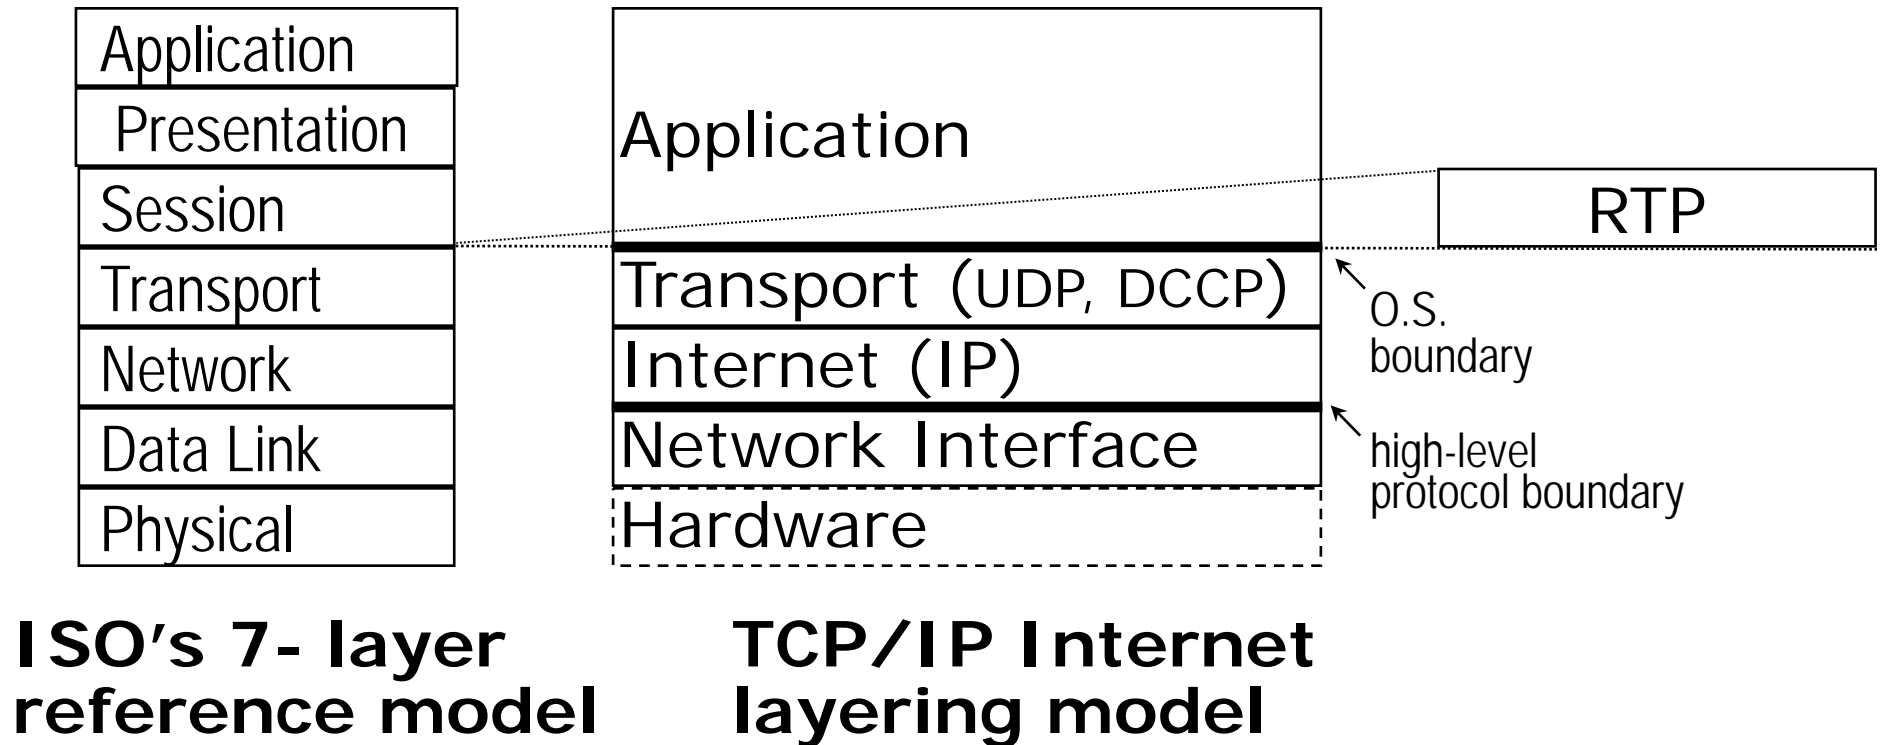 Application
Presentation
Session
Transport
Network
Data Link
Physical
ISO's 7- layer
reference model
Application
Transport (UDP, DCCP)
Internet (IP)
Network Interface
Hardware
TCP/IP Internet
layering model
RTP
O.S.
boundary
high-level
protocol boundary